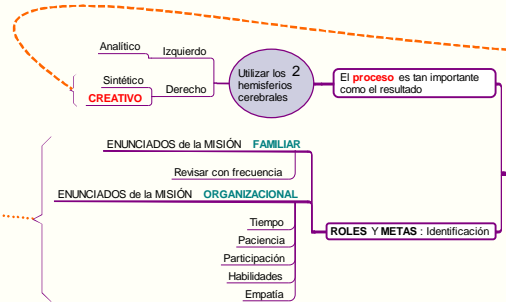 Analítico
Izquierdo
Sintético
Derecho
CREATIVO
Utilizar los 2
hemisferios
cerebrales
El proceso es tan importante
como el resultado
ENUNCIADOS de la MISIÓN FAMILIAR
Revisar con frecuencia
ENUNCIADOS de la MISIÓN ORGANIZACIONAL
Tiempo
Paciencia
Participación
Habilidades
Empatía
ROLES Y METAS : Identificación